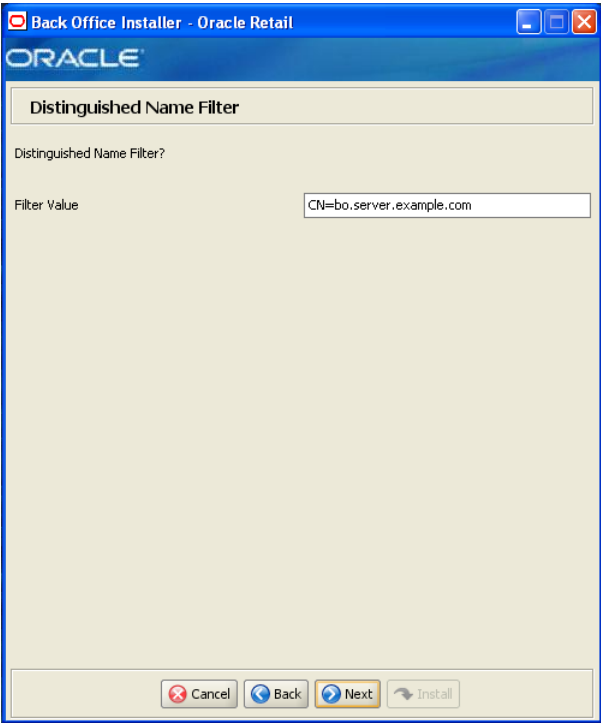 Back Office Installer - Oracle Retail
ORACLE
Distinguished Name Filter
Distinguished Name Filter?
Filter Value CN=bo.server.example.com
Cancel Back Next Install